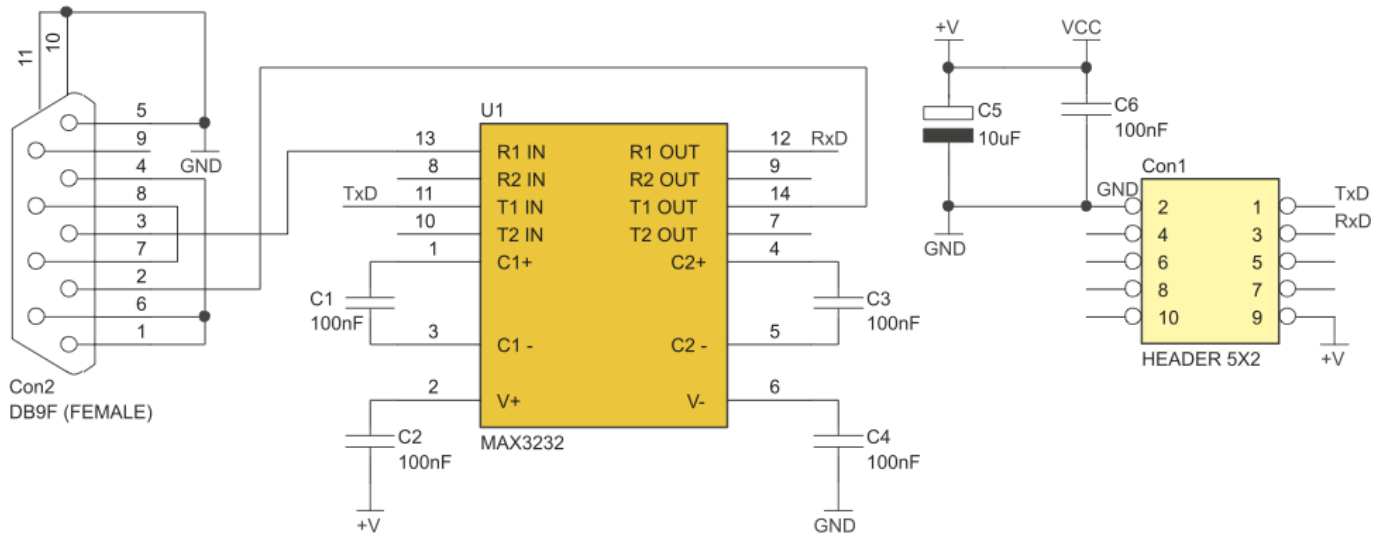 11
10
5
9
4
8
3
7
2
6
1
GND
Con2
DB9F (FEMALE)
U1
13 R1 IN R1 OUT 12 RxD
8 R2 IN R2 OUT 9
TxD 11 T1 IN T1 OUT 14
10 T2 IN T2 OUT 7
1 C1+ C2+ 4
C1
100nF
C3
100nF
3 C1 - C2 - 5
2 V+ V- 6
MAX3232
C2
100nF
+V
C4
100nF
GND
+V
VCC
C5
10uF
C6
100nF
GND
Con1
GND
2 1 TxD
4 3 RxD
6 5
8 7
10 9
HEADER 5X2
+V